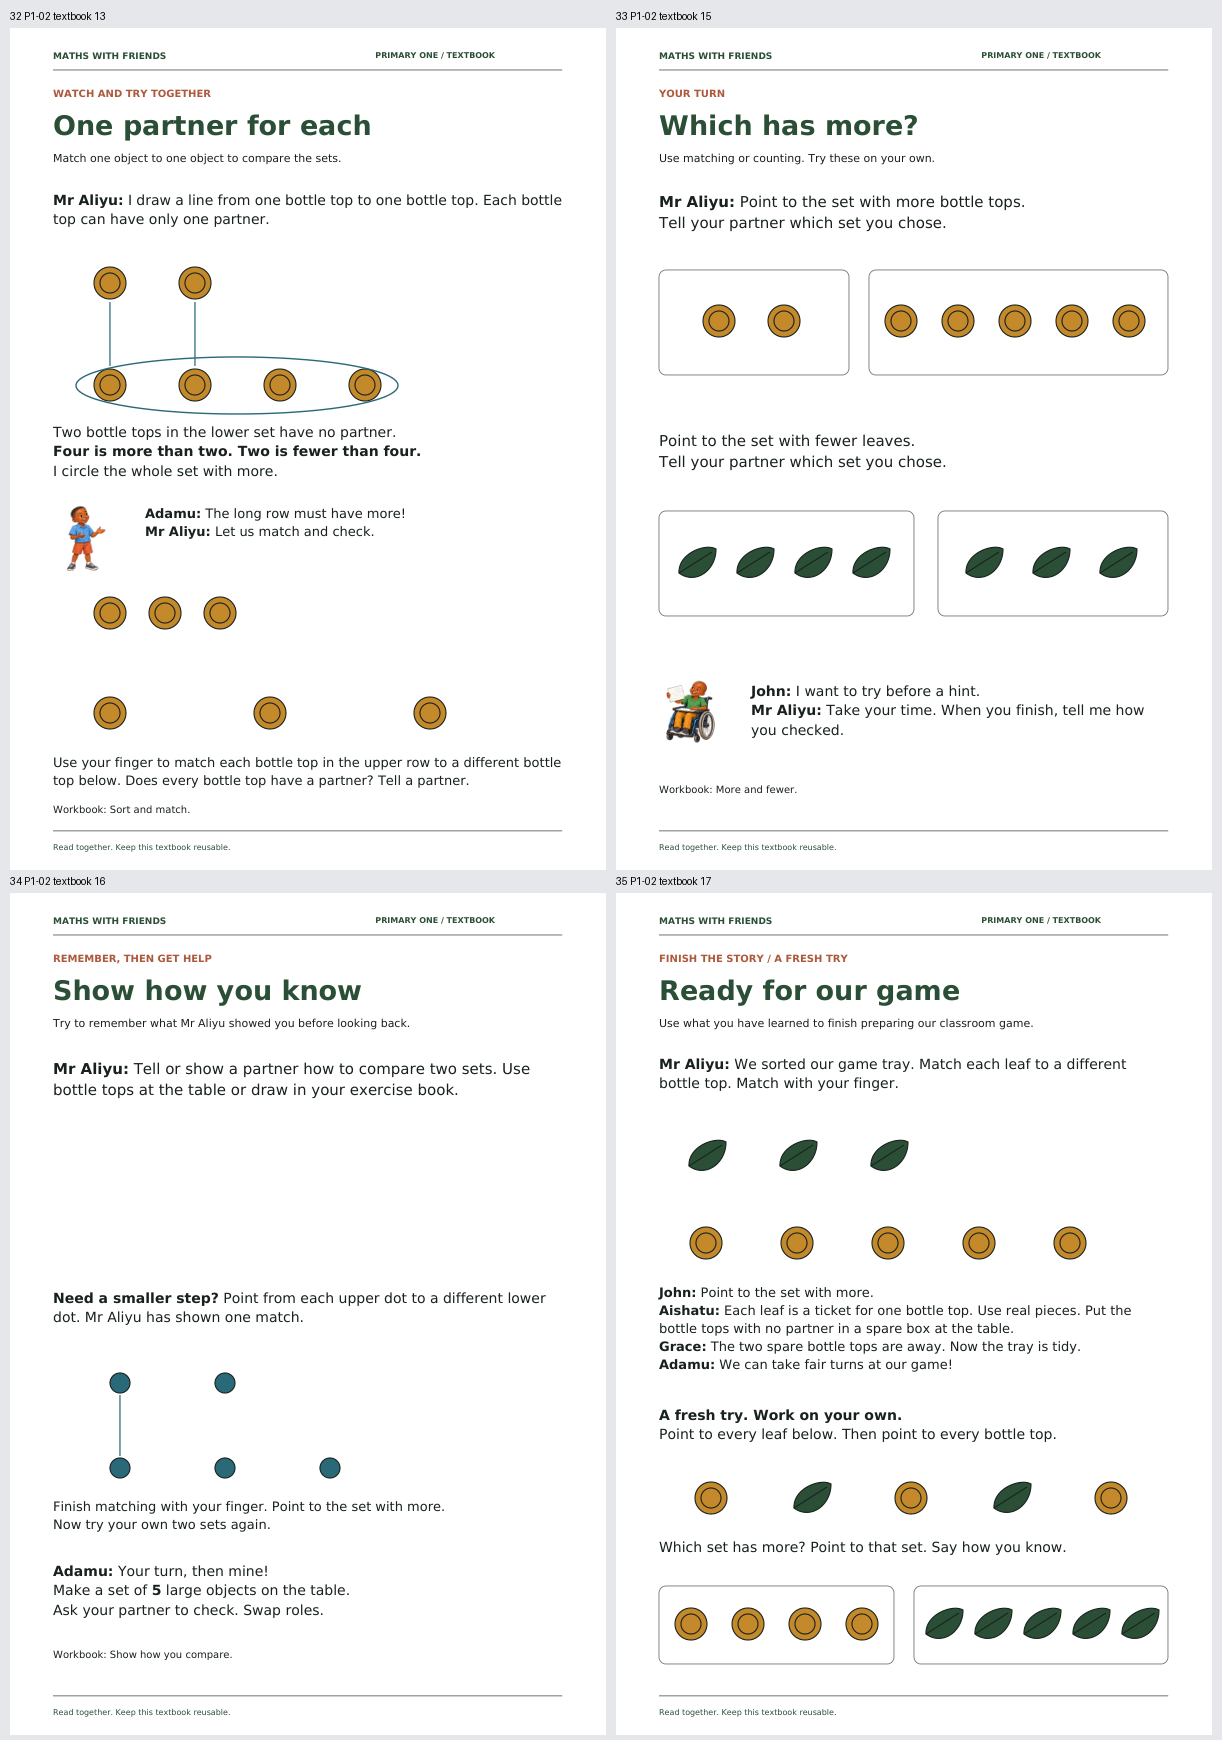 32 P1-02 textbook 13
MATHS WITH FRIENDS
PRIMARY ONE / TEXTBOOK
WATCH AND TRY TOGETHER
One partner for each
Match one object to one object to compare the sets.
Mr Aliyu: I draw a line from one bottle top to one bottle top. Each bottle
top can have only one partner.
Two bottle tops in the lower set have no partner.
Four is more than two. Two is fewer than four.
I circle the whole set with more.
Adamu: The long row must have more!
Mr Aliyu: Let us match and check.
Use your finger to match each bottle top in the upper row to a different bottle
top below. Does every bottle top have a partner? Tell a partner.
Workbook: Sort and match.
Read together. Keep this textbook reusable.
33 P1-02 textbook 15
MATHS WITH FRIENDS
PRIMARY ONE / TEXTBOOK
YOUR TURN
Which has more?
Use matching or counting. Try these on your own.
Mr Aliyu: Point to the set with more bottle tops.
Tell your partner which set you chose.
Point to the set with fewer leaves.
Tell your partner which set you chose.
John: I want to try before a hint.
Mr Aliyu: Take your time. When you finish, tell me how
you checked.
Workbook: More and fewer.
Read together. Keep this textbook reusable.
34 P1-02 textbook 16
MATHS WITH FRIENDS
PRIMARY ONE / TEXTBOOK
REMEMBER, THEN GET HELP
Show how you know
Try to remember what Mr Aliyu showed you before looking back.
Mr Aliyu: Tell or show a partner how to compare two sets. Use
bottle tops at the table or draw in your exercise book.
Need a smaller step? Point from each upper dot to a different lower
dot. Mr Aliyu has shown one match.
Finish matching with your finger. Point to the set with more.
Now try your own two sets again.
Adamu: Your turn, then mine!
Make a set of 5 large objects on the table.
Ask your partner to check. Swap roles.
Workbook: Show how you compare.
Read together. Keep this textbook reusable.
35 P1-02 textbook 17
MATHS WITH FRIENDS
PRIMARY ONE / TEXTBOOK
FINISH THE STORY / A FRESH TRY
Ready for our game
Use what you have learned to finish preparing our classroom game.
Mr Aliyu: We sorted our game tray. Match each leaf to a different
bottle top. Match with your finger.
John: Point to the set with more.
Aishatu: Each leaf is a ticket for one bottle top. Use real pieces. Put the
bottle tops with no partner in a spare box at the table.
Grace: The two spare bottle tops are away. Now the tray is tidy.
Adamu: We can take fair turns at our game!
A fresh try. Work on your own.
Point to every leaf below. Then point to every bottle top.
Which set has more? Point to that set. Say how you know.
Read together. Keep this textbook reusable.